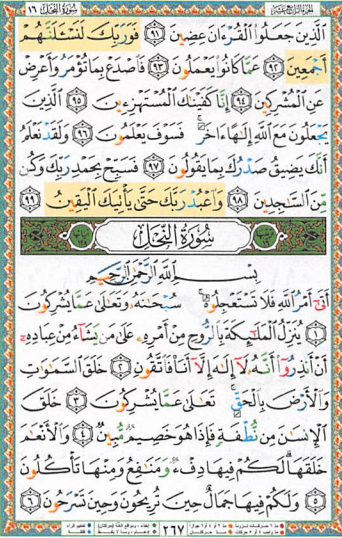 الجزء الرابع عشر سورة النحل ١٦
الَّذِينَ جَعَلُوا الْقُرْءَانَ عِضِينَ ٩١ فَوَرَبِّكَ لَنَسْـَٔلَنَّهُمْ
أَجْمَعِينَ ٩٢ عَمَّا كَانُوا يَعْمَلُونَ ٩٣ فَاصْدَعْ بِمَا تُؤْمَرُ وَأَعْرِضْ
عَنِ الْمُشْرِكِينَ ٩٤ إِنَّا كَفَيْنَاكَ الْمُسْتَهْزِءِينَ ٩٥ الَّذِينَ
يَجْعَلُونَ مَعَ اللَّهِ إِلَٰهًا ءَاخَرَ فَسَوْفَ يَعْلَمُونَ ٩٦ وَلَقَدْ نَعْلَمُ
أَنَّكَ يَضِيقُ صَدْرُكَ بِمَا يَقُولُونَ ٩٧ فَسَبِّحْ بِحَمْدِ رَبِّكَ وَكُن
مِّنَ السَّاجِدِينَ ٩٨ وَاعْبُدْ رَبَّكَ حَتَّىٰ يَأْتِيَكَ الْيَقِينُ ٩٩
سُورَةُ النَّحْلِ
بِسْمِ اللَّهِ الرَّحْمَٰنِ الرَّحِيمِ
أَتَىٰ أَمْرُ اللَّهِ فَلَا تَسْتَعْجِلُوهُ سُبْحَانَهُ وَتَعَالَىٰ عَمَّا يُشْرِكُونَ
١ يُنَزِّلُ الْمَلَائِكَةَ بِالرُّوحِ مِنْ أَمْرِهِ عَلَىٰ مَن يَشَاءُ مِنْ عِبَادِهِ
أَنْ أَنذِرُوا أَنَّهُ لَا إِلَٰهَ إِلَّا أَنَا فَاتَّقُونِ ٢ خَلَقَ السَّمَاوَاتِ
وَالْأَرْضَ بِالْحَقِّ تَعَالَىٰ عَمَّا يُشْرِكُونَ ٣ خَلَقَ
الْإِنسَانَ مِن نُّطْفَةٍ فَإِذَا هُوَ خَصِيمٌ مُّبِينٌ ٤ وَالْأَنْعَامَ
خَلَقَهَا لَكُمْ فِيهَا دِفْءٌ وَمَنَافِعُ وَمِنْهَا تَأْكُلُونَ
٥ وَلَكُمْ فِيهَا جَمَالٌ حِينَ تُرِيحُونَ وَحِينَ تَسْرَحُونَ ٦
٢٦٧